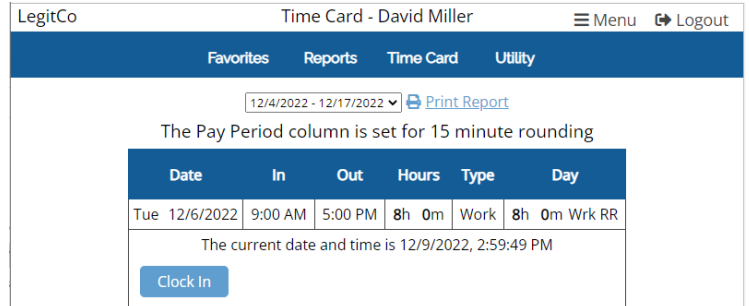 LegitCo Time Card - David Miller Menu Logout
Favorites Reports Time Card Utility
12/4/2022 - 12/17/2022 Print Report
The Pay Period column is set for 15 minute rounding
Date In Out Hours Type Day
Tue 12/6/2022 9:00 AM 5:00 PM 8h 0m Work 8h 0m Wrk RR
The current date and time is 12/9/2022, 2:59:49 PM
Clock In